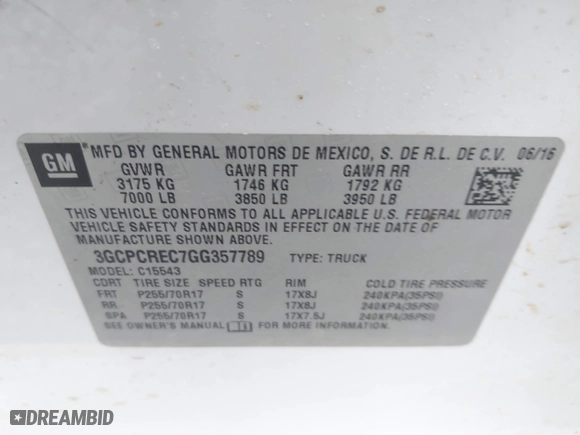 GM
MFD BY GENERAL MOTORS DE MEXICO, S. DE R.L. DE C.V. 06/16
GVWR GAWR FRT GAWR RR
3175 KG 1746 KG 1792 KG
7000 LB 3850 LB 3950 LB
THIS VEHICLE CONFORMS TO ALL APPLICABLE U.S. FEDERAL MOTOR
VEHICLE SAFETY STANDARDS IN EFFECT ON THE DATE OF
MANUFACTURE SHOWN ABOVE.
3GCPCREC7GG357789 TYPE: TRUCK
MODEL: C15543
CDRT TIRE SIZE SPEED RTG RIM COLD TIRE PRESSURE
FRT P255/70R17 S 17X8J 240KPA(35PSI)
RR P255/70R17 S 17X8J 240KPA(35PSI)
SPA P255/70R17 S 17X7.5J 240KPA(35PSI)
SEE OWNER'S MANUAL FOR MORE INFORMATION.
DREAMBID